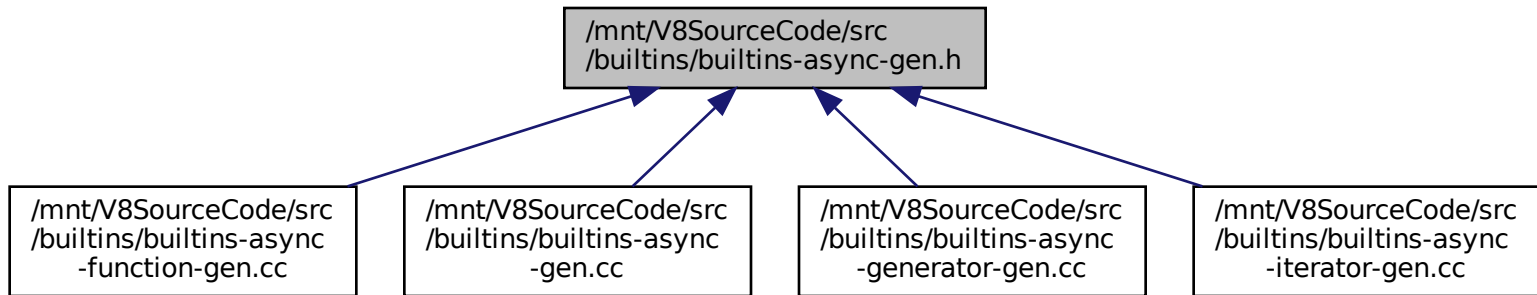 /mnt/V8SourceCode/src
/builtins/builtins-async-gen.h
/mnt/V8SourceCode/src
/builtins/builtins-async
-function-gen.cc
/mnt/V8SourceCode/src
/builtins/builtins-async
-gen.cc
/mnt/V8SourceCode/src
/builtins/builtins-async
-generator-gen.cc
/mnt/V8SourceCode/src
/builtins/builtins-async
-iterator-gen.cc